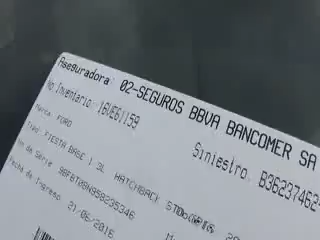 Aseguradora: 02-SEGUROS BBVA BANCOMER SA
No. Inventario: 16UE61159
Siniestro. B36237462
Marca: FORD
Tipo: FIESTA BASE 1 3L HATCHBACK STD
No de Serie:
Fecha de Ingreso: 21/06/2016